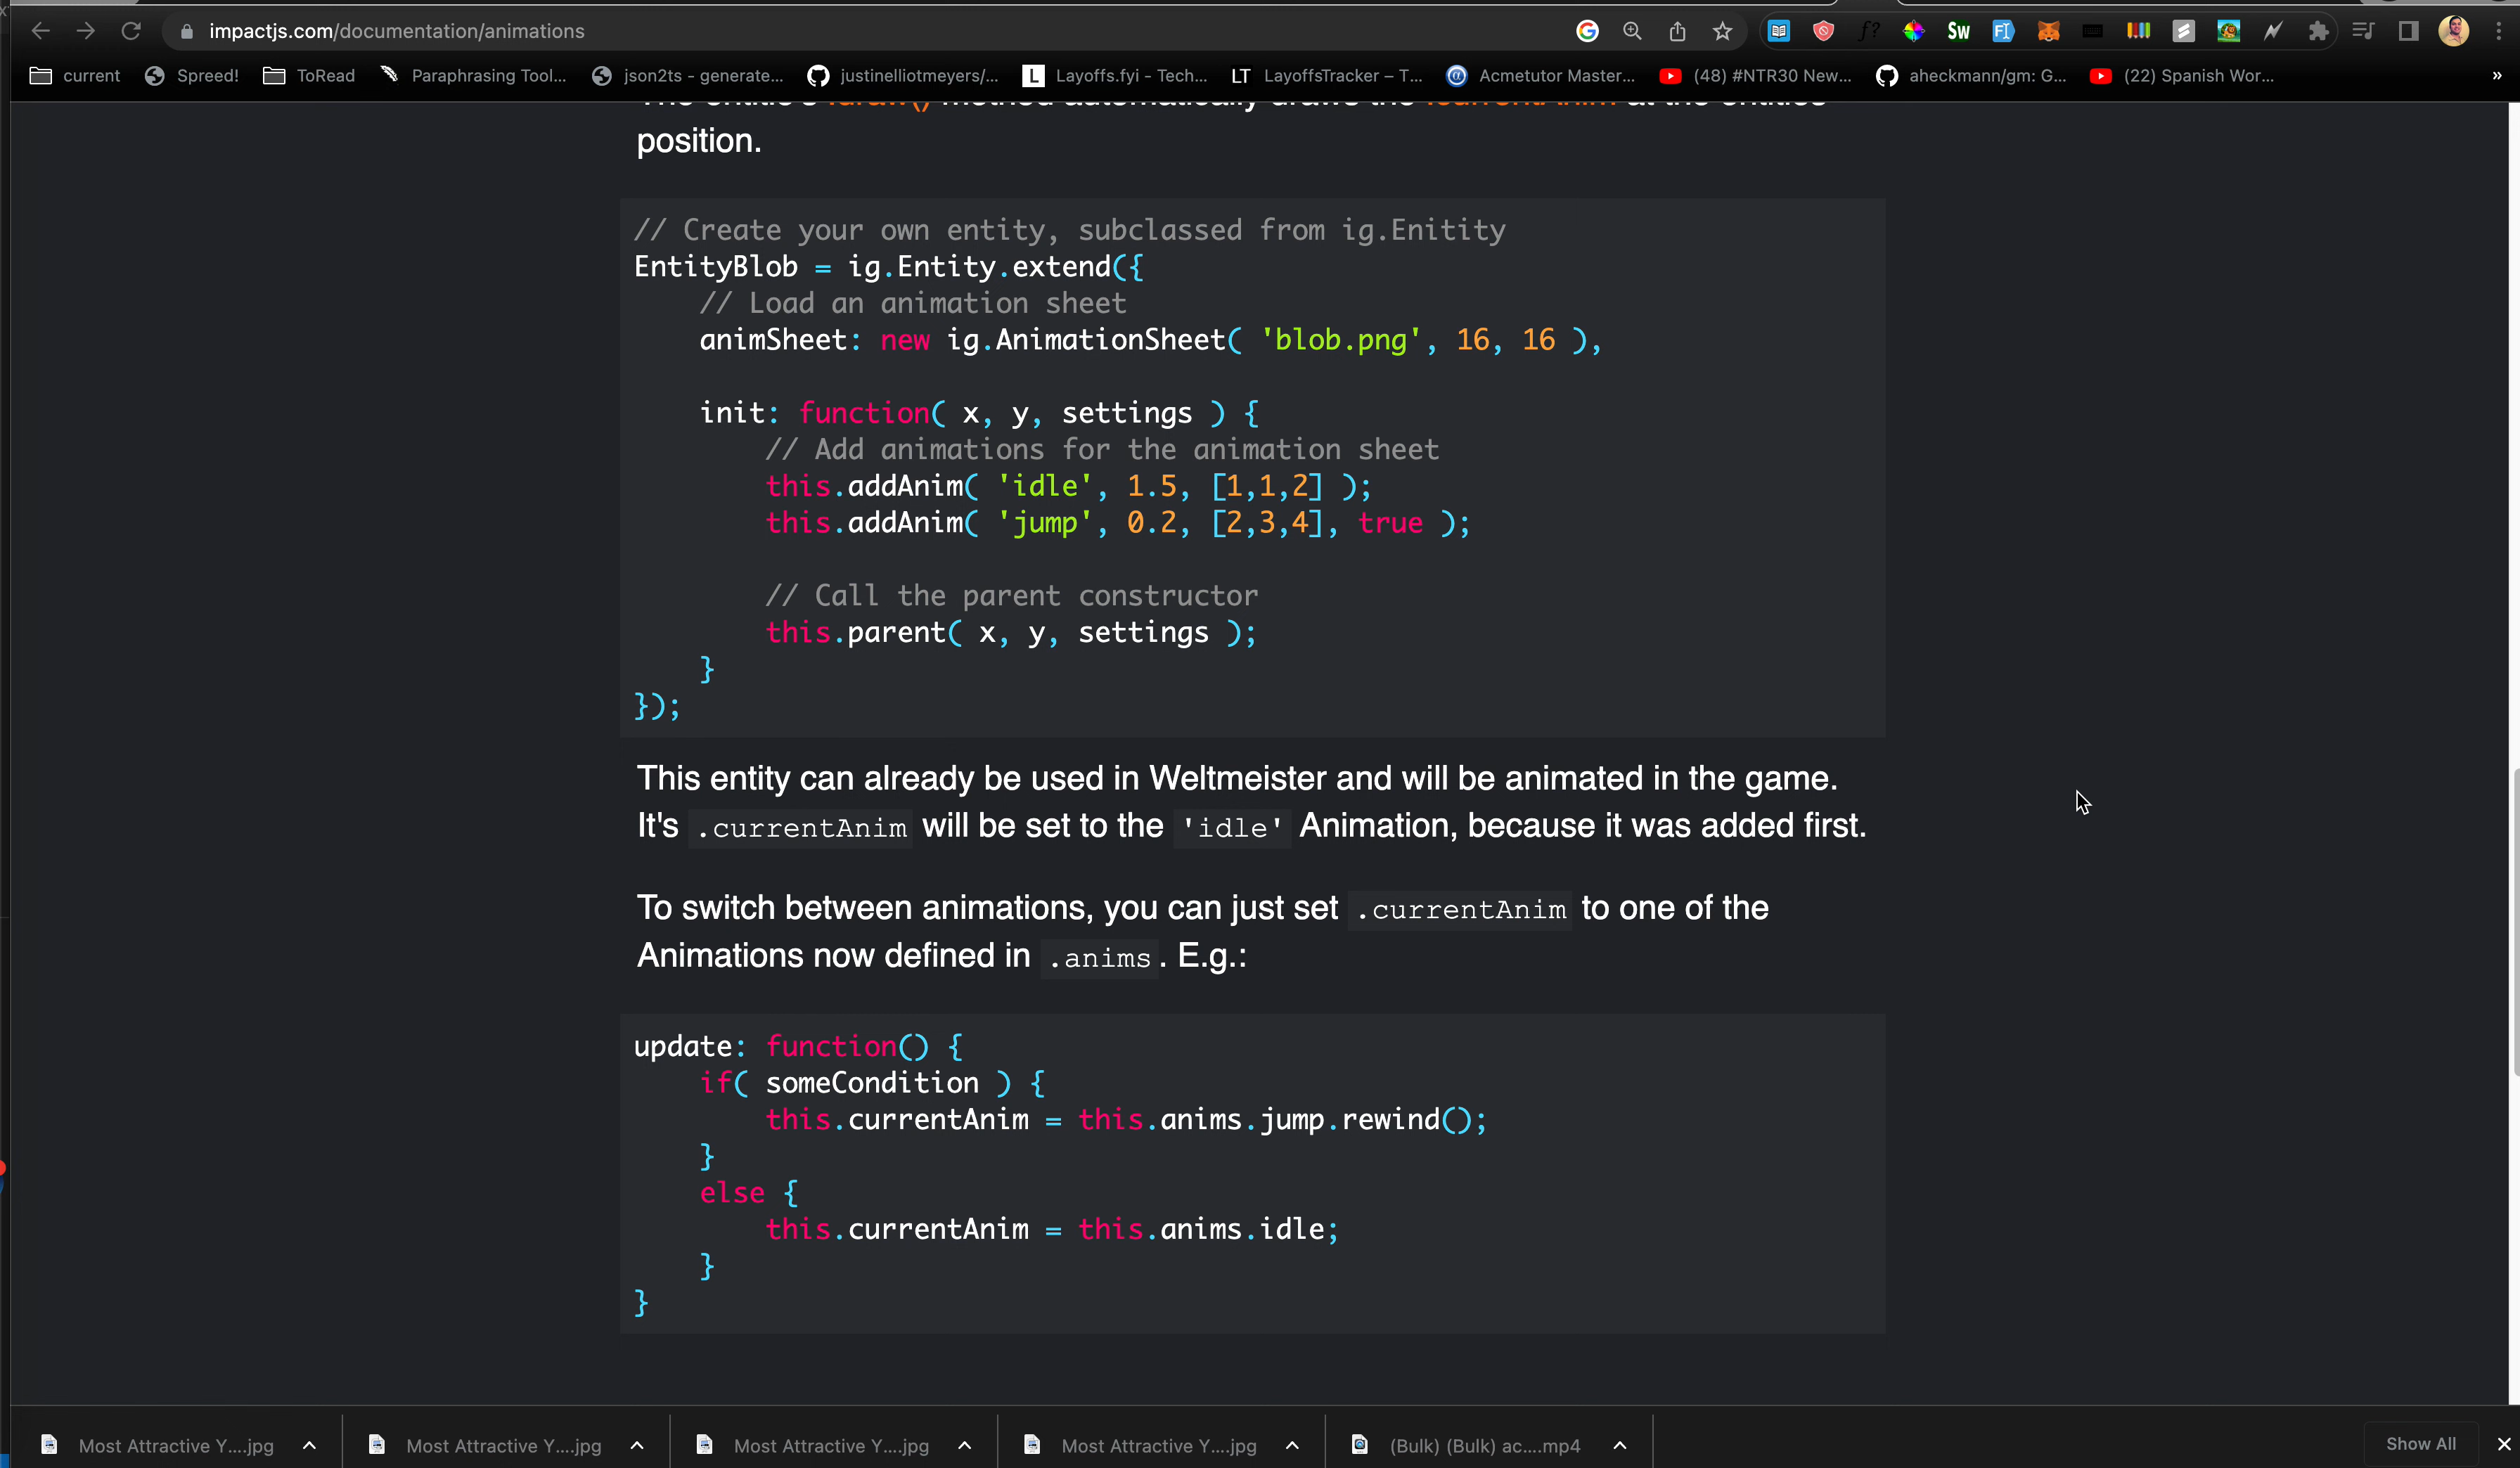 impactjs.com/documentation/animations
current
Spreed!
ToRead
Paraphrasing Tool...
json2ts - generate...
justinelliotmeyers/...
L Layoffs.fyi - Tech...
LT LayoffsTracker – T...
Acmetutor Master...
(48) #NTR30 New...
aheckmann/gm: G...
(22) Spanish Wor...
»
position.
// Create your own entity, subclassed from ig.Enitity
EntityBlob = ig.Entity.extend({
// Load an animation sheet
animSheet: new ig.AnimationSheet( 'blob.png', 16, 16 ),
init: function( x, y, settings ) {
// Add animations for the animation sheet
this.addAnim( 'idle', 1.5, [1,1,2] );
this.addAnim( 'jump', 0.2, [2,3,4], true );
// Call the parent constructor
this.parent( x, y, settings );
}
});
This entity can already be used in Weltmeister and will be animated in the game.
It's .currentAnim will be set to the 'idle' Animation, because it was added first.
To switch between animations, you can just set .currentAnim to one of the
Animations now defined in .anims. E.g.:
update: function() {
if( someCondition ) {
this.currentAnim = this.anims.jump.rewind();
}
else {
this.currentAnim = this.anims.idle;
}
}
Most Attractive Y....jpg
Most Attractive Y....jpg
Most Attractive Y....jpg
Most Attractive Y....jpg
(Bulk) (Bulk) ac....mp4
Show All